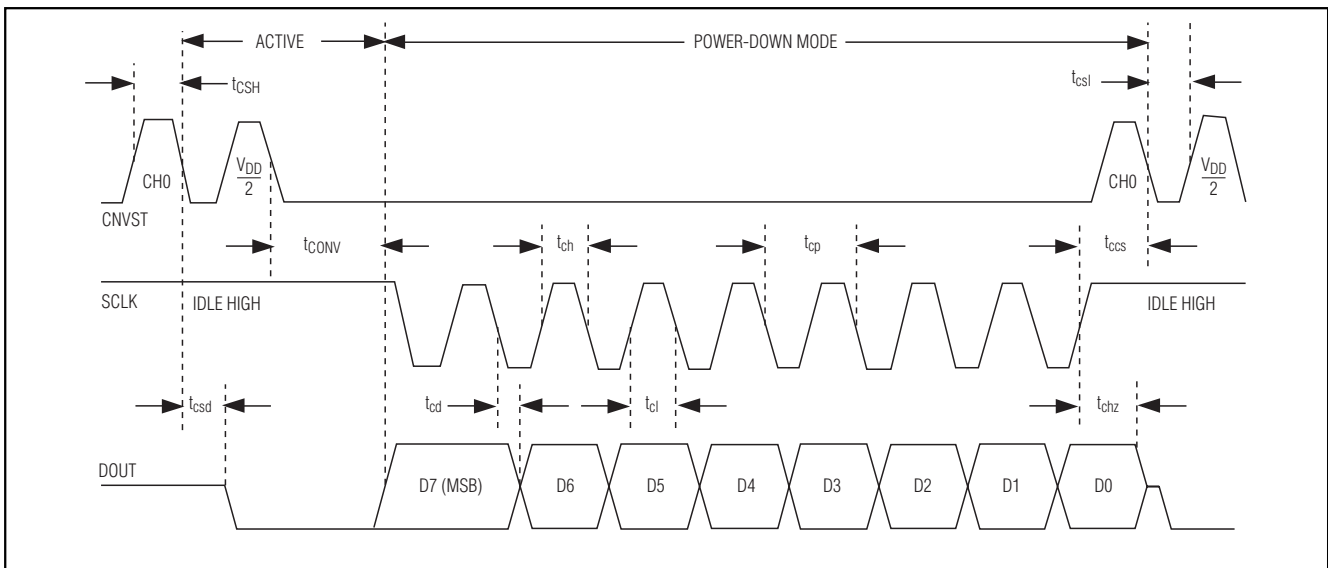 ACTIVE
POWER-DOWN MODE
tCSH
tcsl
CH0
VDD
2
CH0
VDD
2
CNVST
tCONV
tch
tcp
tccs
SCLK
IDLE HIGH
IDLE HIGH
tcsd
tcd
tcl
tchz
DOUT
D7 (MSB)
D6
D5
D4
D3
D2
D1
D0